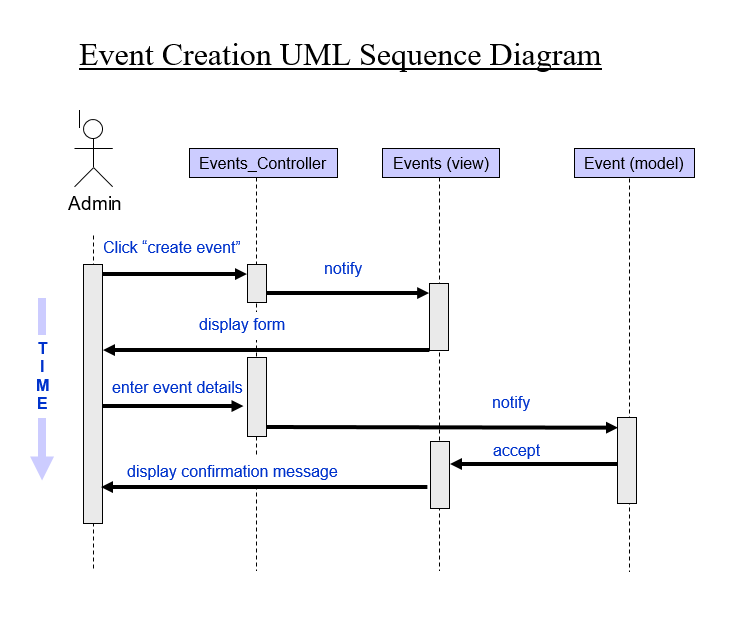 Event Creation UML Sequence Diagram
Admin
Events_Controller
Events (view)
Event (model)
Click “create event”
notify
display form
enter event details
notify
accept
display confirmation message
T
I
M
E